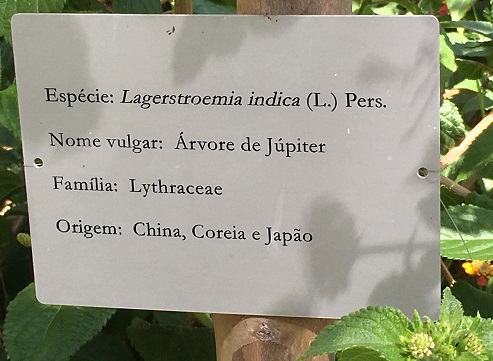 Espécie: Lagerstroemia indica (L.) Pers.
Nome vulgar: Árvore de Júpiter
Família: Lythraceae
Origem: China, Coreia e Japão